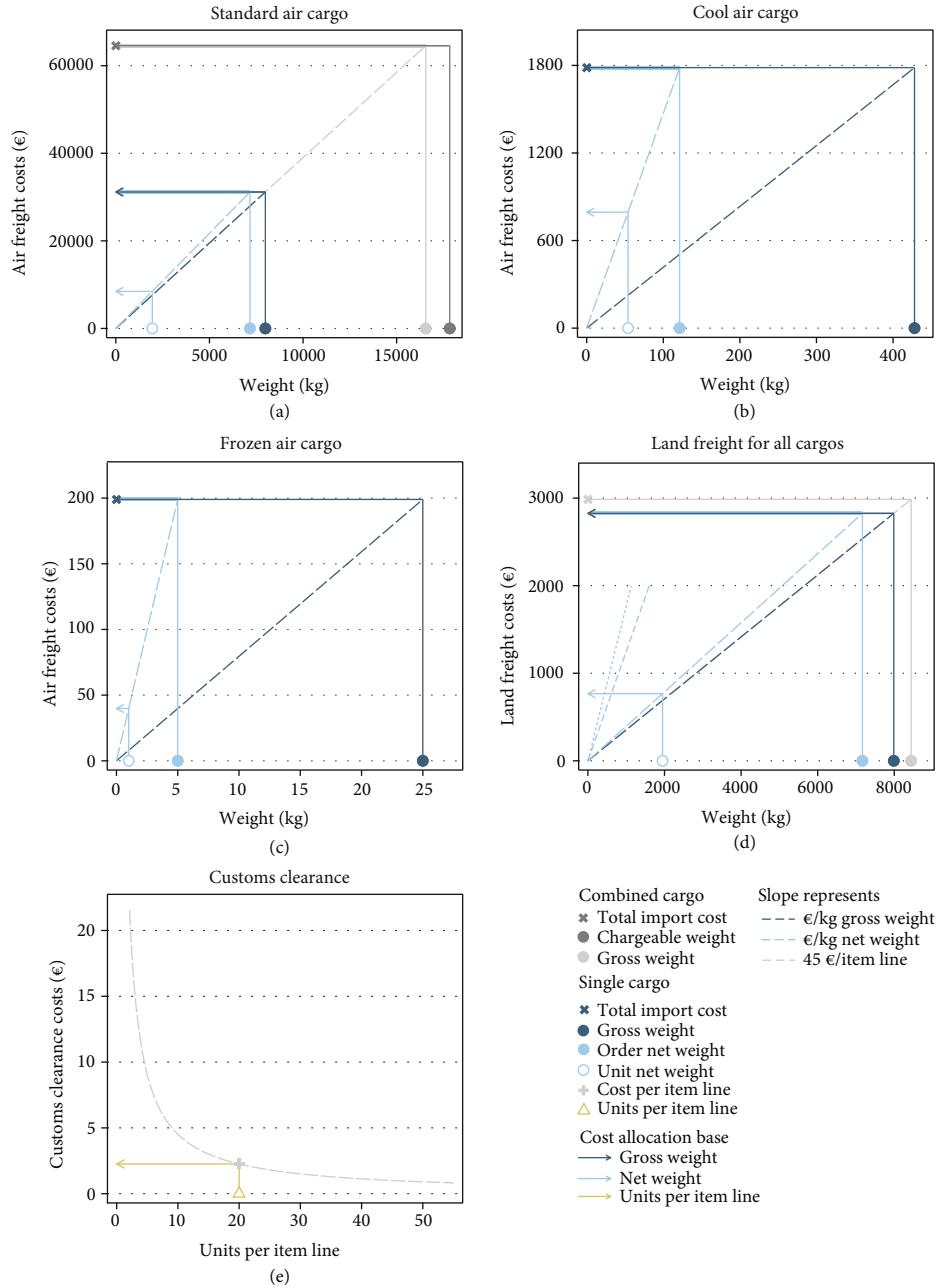 Standard air cargo
Air freight costs (€)
60000
40000
20000
0
0 5000 10000 15000
Weight (kg)
(a)
Cool air cargo
Air freight costs (€)
1800
1200
600
0
0 100 200 300 400
Weight (kg)
(b)
Frozen air cargo
Air freight costs (€)
200
150
100
50
0
0 5 10 15 20 25
Weight (kg)
(c)
Land freight for all cargos
Land freight costs (€)
3000
2000
1000
0
0 2000 4000 6000 8000
Weight (kg)
(d)
Customs clearance
Customs clearance costs (€)
20
15
10
5
0
0 10 20 30 40 50
Units per item line
(e)
Combined cargo
Total import cost
Chargeable weight
Gross weight
Single cargo
Total import cost
Gross weight
Order net weight
Unit net weight
Cost per item line
Units per item line
Cost allocation base
Gross weight
Net weight
Units per item line
Slope represents
€/kg gross weight
€/kg net weight
45 €/item line